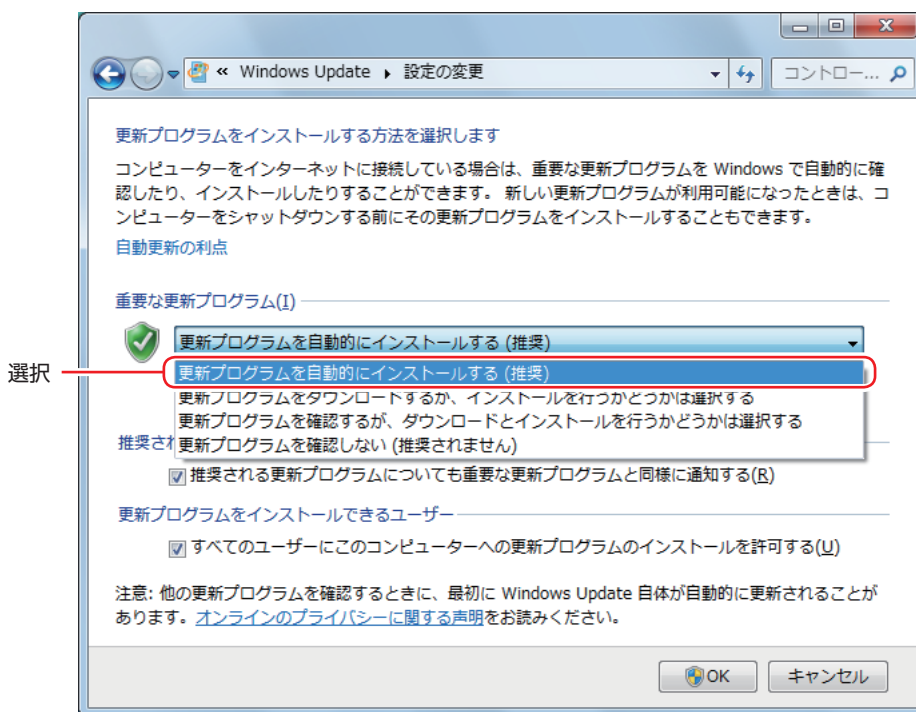 « Windows Update ▸ 設定の変更
コントロー...
更新プログラムをインストールする方法を選択します
コンピューターをインターネットに接続している場合は、重要な更新プログラムを Windows で自動的に確
認したり、インストールしたりすることができます。 新しい更新プログラムが利用可能になったときは、コ
ンピューターをシャットダウンする前にその更新プログラムをインストールすることもできます。
自動更新の利点
重要な更新プログラム(I)
更新プログラムを自動的にインストールする (推奨)
選択
更新プログラムを自動的にインストールする (推奨)
更新プログラムをダウンロードするが、インストールを行うかどうかは選択する
更新プログラムを確認するが、ダウンロードとインストールを行うかどうかは選択する
推奨さ
更新プログラムを確認しない (推奨されません)
推奨される更新プログラムについても重要な更新プログラムと同様に通知する(R)
更新プログラムをインストールできるユーザー
すべてのユーザーにこのコンピューターへの更新プログラムのインストールを許可する(U)
注意: 他の更新プログラムを確認するときに、最初に Windows Update 自体が自動的に更新されることが
あります。オンラインのプライバシーに関する声明をお読みください。
OK
キャンセル